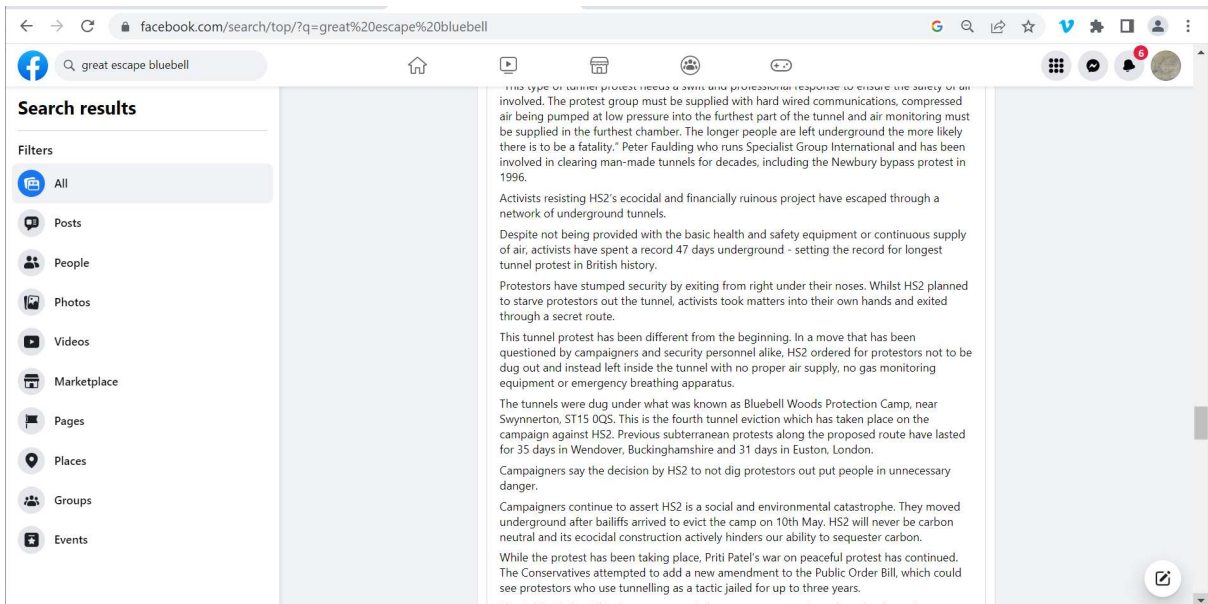 facebook.com/search/top/?q=great%20escape%20bluebell
great escape bluebell
6
Search results
Filters
All
Posts
People
Photos
Videos
Marketplace
Pages
Places
Groups
Events
"This type of tunnel protest needs a swift and professional response to ensure the safety of all
involved. The protest group must be supplied with hard wired communications, compressed
air being pumped at low pressure into the furthest part of the tunnel and air monitoring must
be supplied in the furthest chamber. The longer people are left underground the more likely
there is to be a fatality." Peter Faulding who runs Specialist Group International and has been
involved in clearing man-made tunnels for decades, including the Newbury bypass protest in
1996.
Activists resisting HS2's ecocidal and financially ruinous project have escaped through a
network of underground tunnels.
Despite not being provided with the basic health and safety equipment or continuous supply
of air, activists have spent a record 47 days underground - setting the record for longest
tunnel protest in British history.
Protestors have stumped security by exiting from right under their noses. Whilst HS2 planned
to starve protestors out the tunnel, activists took matters into their own hands and exited
through a secret route.
This tunnel protest has been different from the beginning. In a move that has been
questioned by campaigners and security personnel alike, HS2 ordered for protestors not to be
dug out and instead left inside the tunnel with no proper air supply, no gas monitoring
equipment or emergency breathing apparatus.
The tunnels were dug under what was known as Bluebell Woods Protection Camp, near
Swynnerton, ST15 0QS. This is the fourth tunnel eviction which has taken place on the
campaign against HS2. Previous subterranean protests along the proposed route have lasted
for 35 days in Wendover, Buckinghamshire and 31 days in Euston, London.
Campaigners say the decision by HS2 to not dig protestors out put people in unnecessary
danger.
Campaigners continue to assert HS2 is a social and environmental catastrophe. They moved
underground after bailiffs arrived to evict the camp on 10th May. HS2 will never be carbon
neutral and its ecocidal construction actively hinders our ability to sequester carbon.
While the protest has been taking place, Priti Patel's war on peaceful protest has continued.
The Conservatives attempted to add a new amendment to the Public Order Bill, which could
see protestors who use tunnelling as a tactic jailed for up to three years.